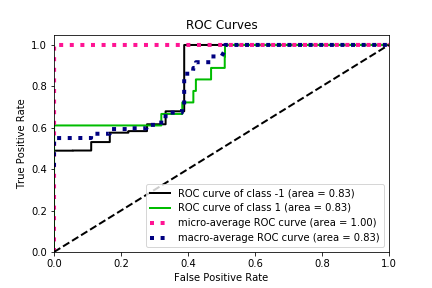 ROC Curves
True Positive Rate
1.0
0.8
0.6
0.4
0.2
0.0
ROC curve of class -1 (area = 0.83)
ROC curve of class 1 (area = 0.83)
micro-average ROC curve (area = 1.00)
macro-average ROC curve (area = 0.83)
0.0 0.2 0.4 0.6 0.8 1.0
False Positive Rate